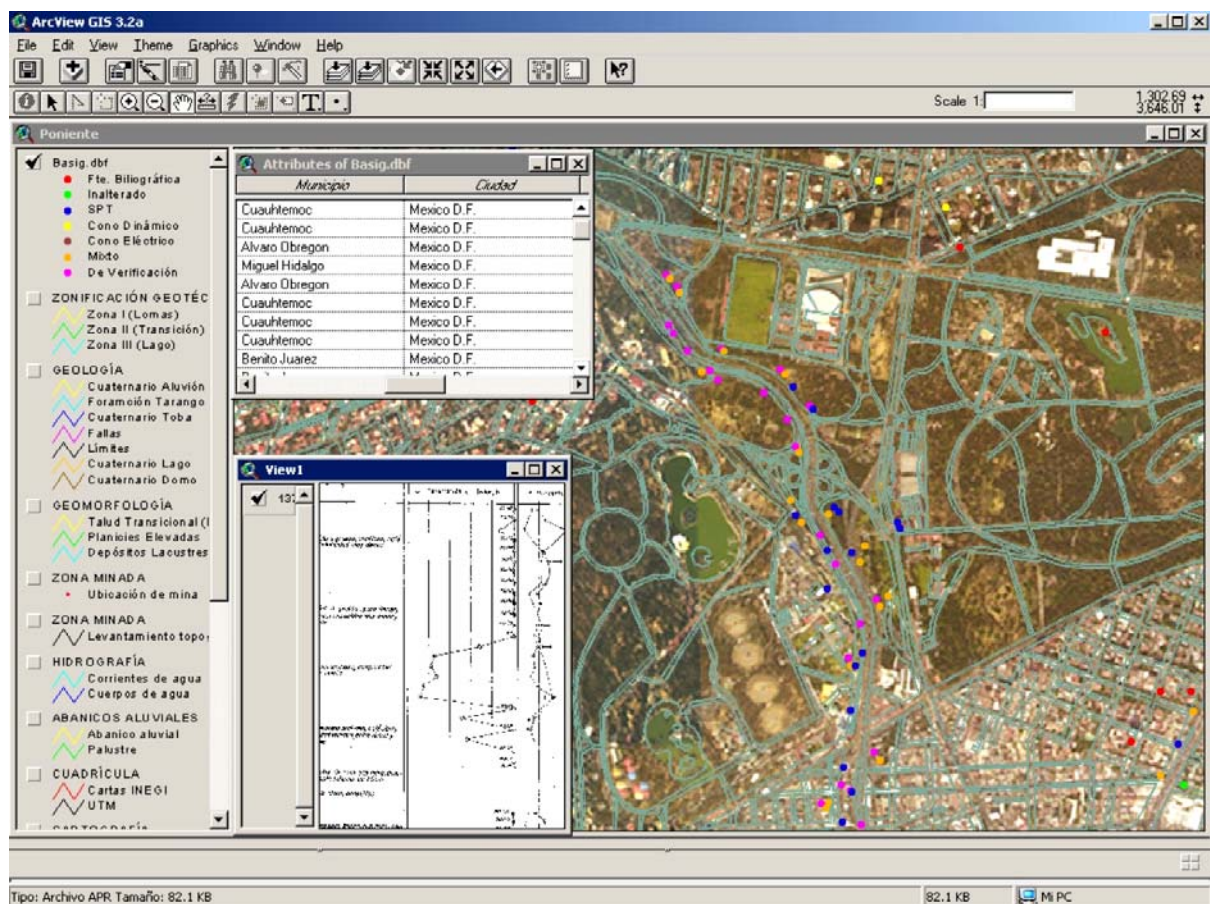 ArcView GIS 3.2a
File Edit View Theme Graphics Window Help
Scale 1:
1,302.69
3,646.01
Poniente
Basig.dbf
Fte. Biliográfica
Inalterado
SPT
Cono Dinámico
Cono Eléctrico
Mixto
De Verificación
ZONIFICACIÓN GEOTÉC
Zona I (Lomas)
Zona II (Transición)
Zona III (Lago)
GEOLOGÍA
Cuaternario Aluvión
Foramción Tarango
Cuaternario Toba
Fallas
Límites
Cuaternario Lago
Cuaternario Domo
GEOMORFOLOGÍA
Talud Transicional (l
Planicies Elevadas
Depósitos Lacustres
ZONA MINADA
Ubicación de mina
ZONA MINADA
Levantamiento topo
HIDROGRAFÍA
Corrientes de agua
Cuerpos de agua
ABANICOS ALUVIALES
Abanico aluvial
Palustre
CUADRÍCULA
Cartas INEGI
UTM
Attributes of Basig.dbf
Municipio Ciudad
Cuauhtemoc Mexico D.F.
Cuauhtemoc Mexico D.F.
Alvaro Obregon Mexico D.F.
Miguel Hidalgo Mexico D.F.
Alvaro Obregon Mexico D.F.
Cuauhtemoc Mexico D.F.
Cuauhtemoc Mexico D.F.
Cuauhtemoc Mexico D.F.
Benito Juarez Mexico D.F.
View1
Tipo: Archivo APR Tamaño: 82.1 KB
82.1 KB
Mi PC